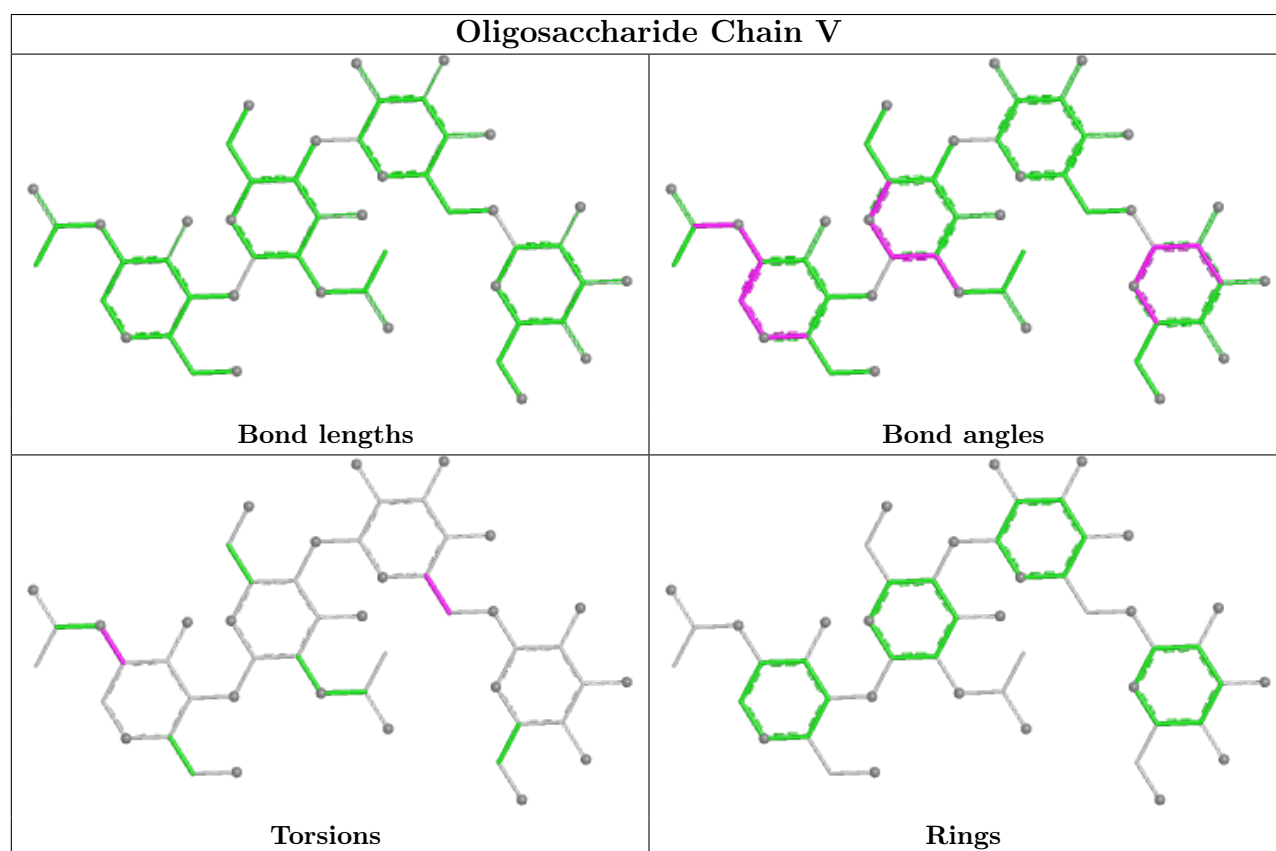 Oligosaccharide Chain V
Bond lengths
Bond angles
Torsions
Rings